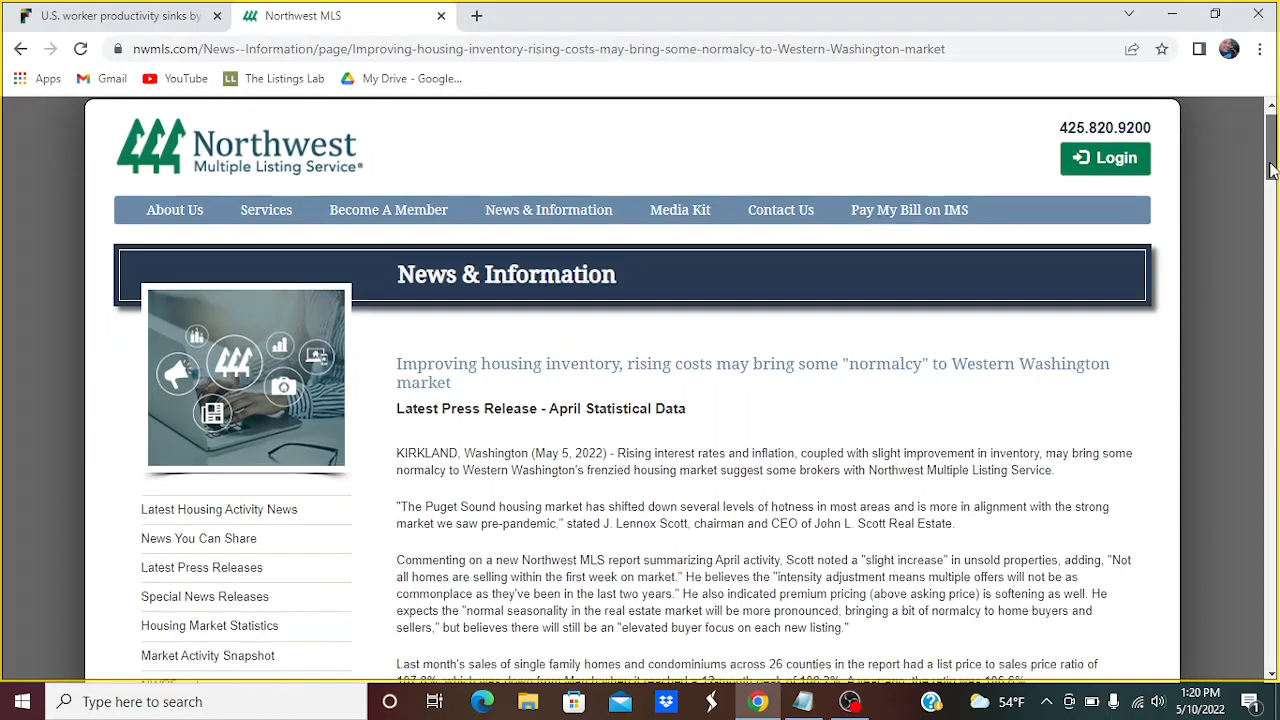 U.S. worker productivity sinks by
Northwest MLS
nwmls.com/News--Information/page/Improving-housing-inventory-rising-costs-may-bring-some-normalcy-to-Western-Washington-market
Apps
Gmail
YouTube
LL
The Listings Lab
My Drive - Google...
Northwest
Multiple Listing Service®
425.820.9200
Login
About Us
Services
Become A Member
News & Information
Media Kit
Contact Us
Pay My Bill on IMS
News & Information
Improving housing inventory, rising costs may bring some "normalcy" to Western Washington
market
Latest Press Release - April Statistical Data
KIRKLAND, Washington (May 5, 2022) - Rising interest rates and inflation, coupled with slight improvement in inventory, may bring some
normalcy to Western Washington's frenzied housing market suggest some brokers with Northwest Multiple Listing Service.
"The Puget Sound housing market has shifted down several levels of hotness in most areas and is more in alignment with the strong
market we saw pre-pandemic," stated J. Lennox Scott, chairman and CEO of John L. Scott Real Estate.
Commenting on a new Northwest MLS report summarizing April activity, Scott noted a "slight increase" in unsold properties, adding, "Not
all homes are selling within the first week on market." He believes the "intensity adjustment means multiple offers will not be as
commonplace as they've been in the last two years." He also indicated premium pricing (above asking price) is softening as well. He
expects the "normal seasonality in the real estate market will be more pronounced, bringing a bit of normalcy to home buyers and
sellers," but believes there will still be an "elevated buyer focus on each new listing."
Last month's sales of single family homes and condominiums across 26 counties in the report had a list price to sales price ratio of
Latest Housing Activity News
News You Can Share
Latest Press Releases
Special News Releases
Housing Market Statistics
Market Activity Snapshot
Type here to search
54°F
1:20 PM
5/10/2022
1